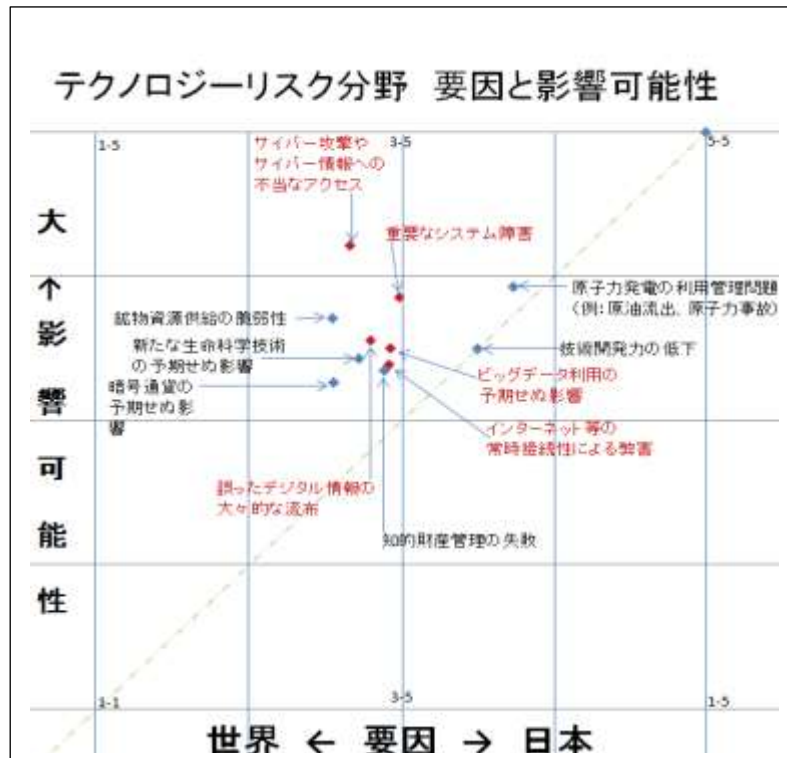 テクノロジーリスク分野 要因と影響可能性
1-5
サイバー攻撃や
サイバー情報への
不当なアクセス
3-5
5-5
重要なシステム障害
大
↑
影
響
可
能
性
原子力発電の利用管理問題
（例：原油流出、原子力事故）
鉱物資源供給の脆弱性
新たな生命科学技術
の予期せぬ影響
技術開発力の低下
暗号通貨の
予期せぬ影
響
ビッグデータ利用の
予期せぬ影響
インターネット等の
常時接続性による弊害
誤ったデジタル情報の
大々的な流布
知的財産管理の失敗
1-1
3-5
1-5
世界 ← 要因 → 日本